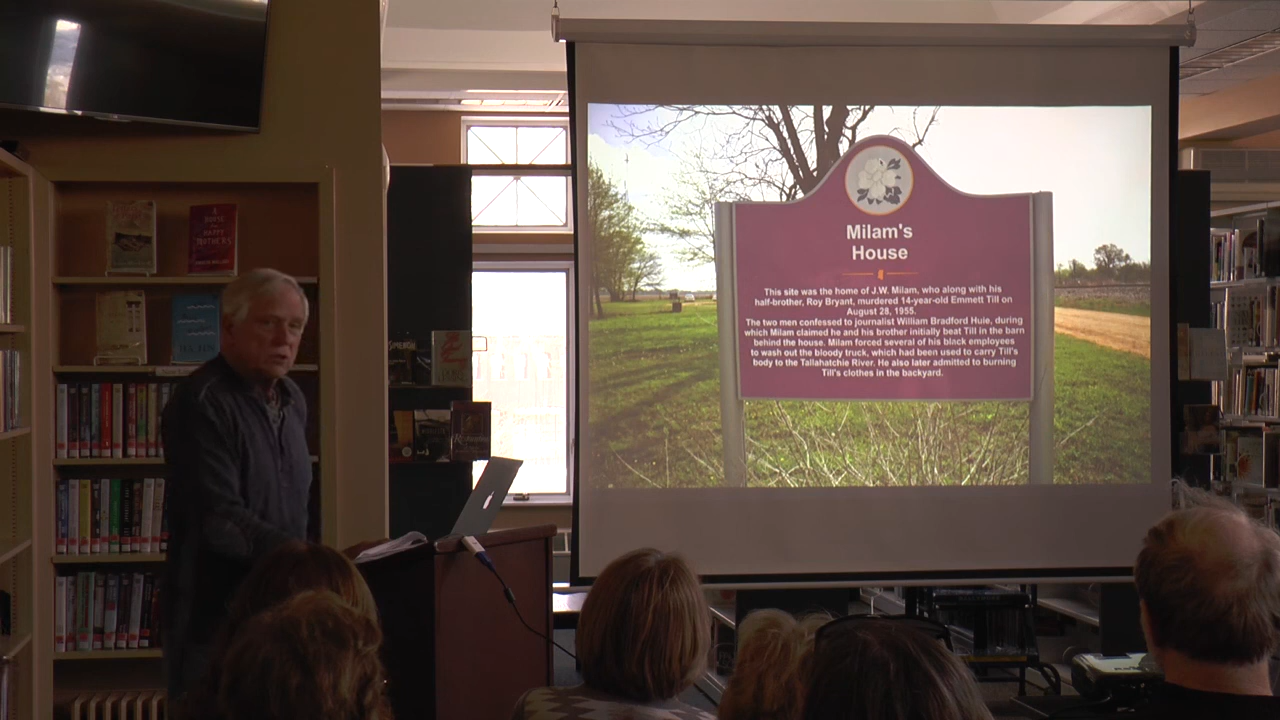 Milam's
House
This site was the home of J.W. Milam, who along with his
half-brother, Roy Bryant, murdered 14-year-old Emmett Till on
August 28, 1955.
The two men confessed to journalist William Bradford Huie, during
which Milam claimed he and his brother initially beat Till in the barn
behind the house. Milam forced several of his black employees
to wash out the bloody truck, which had been used to carry Till's
body to the Tallahatchie River. He also later admitted to burning
Till's clothes in the backyard.